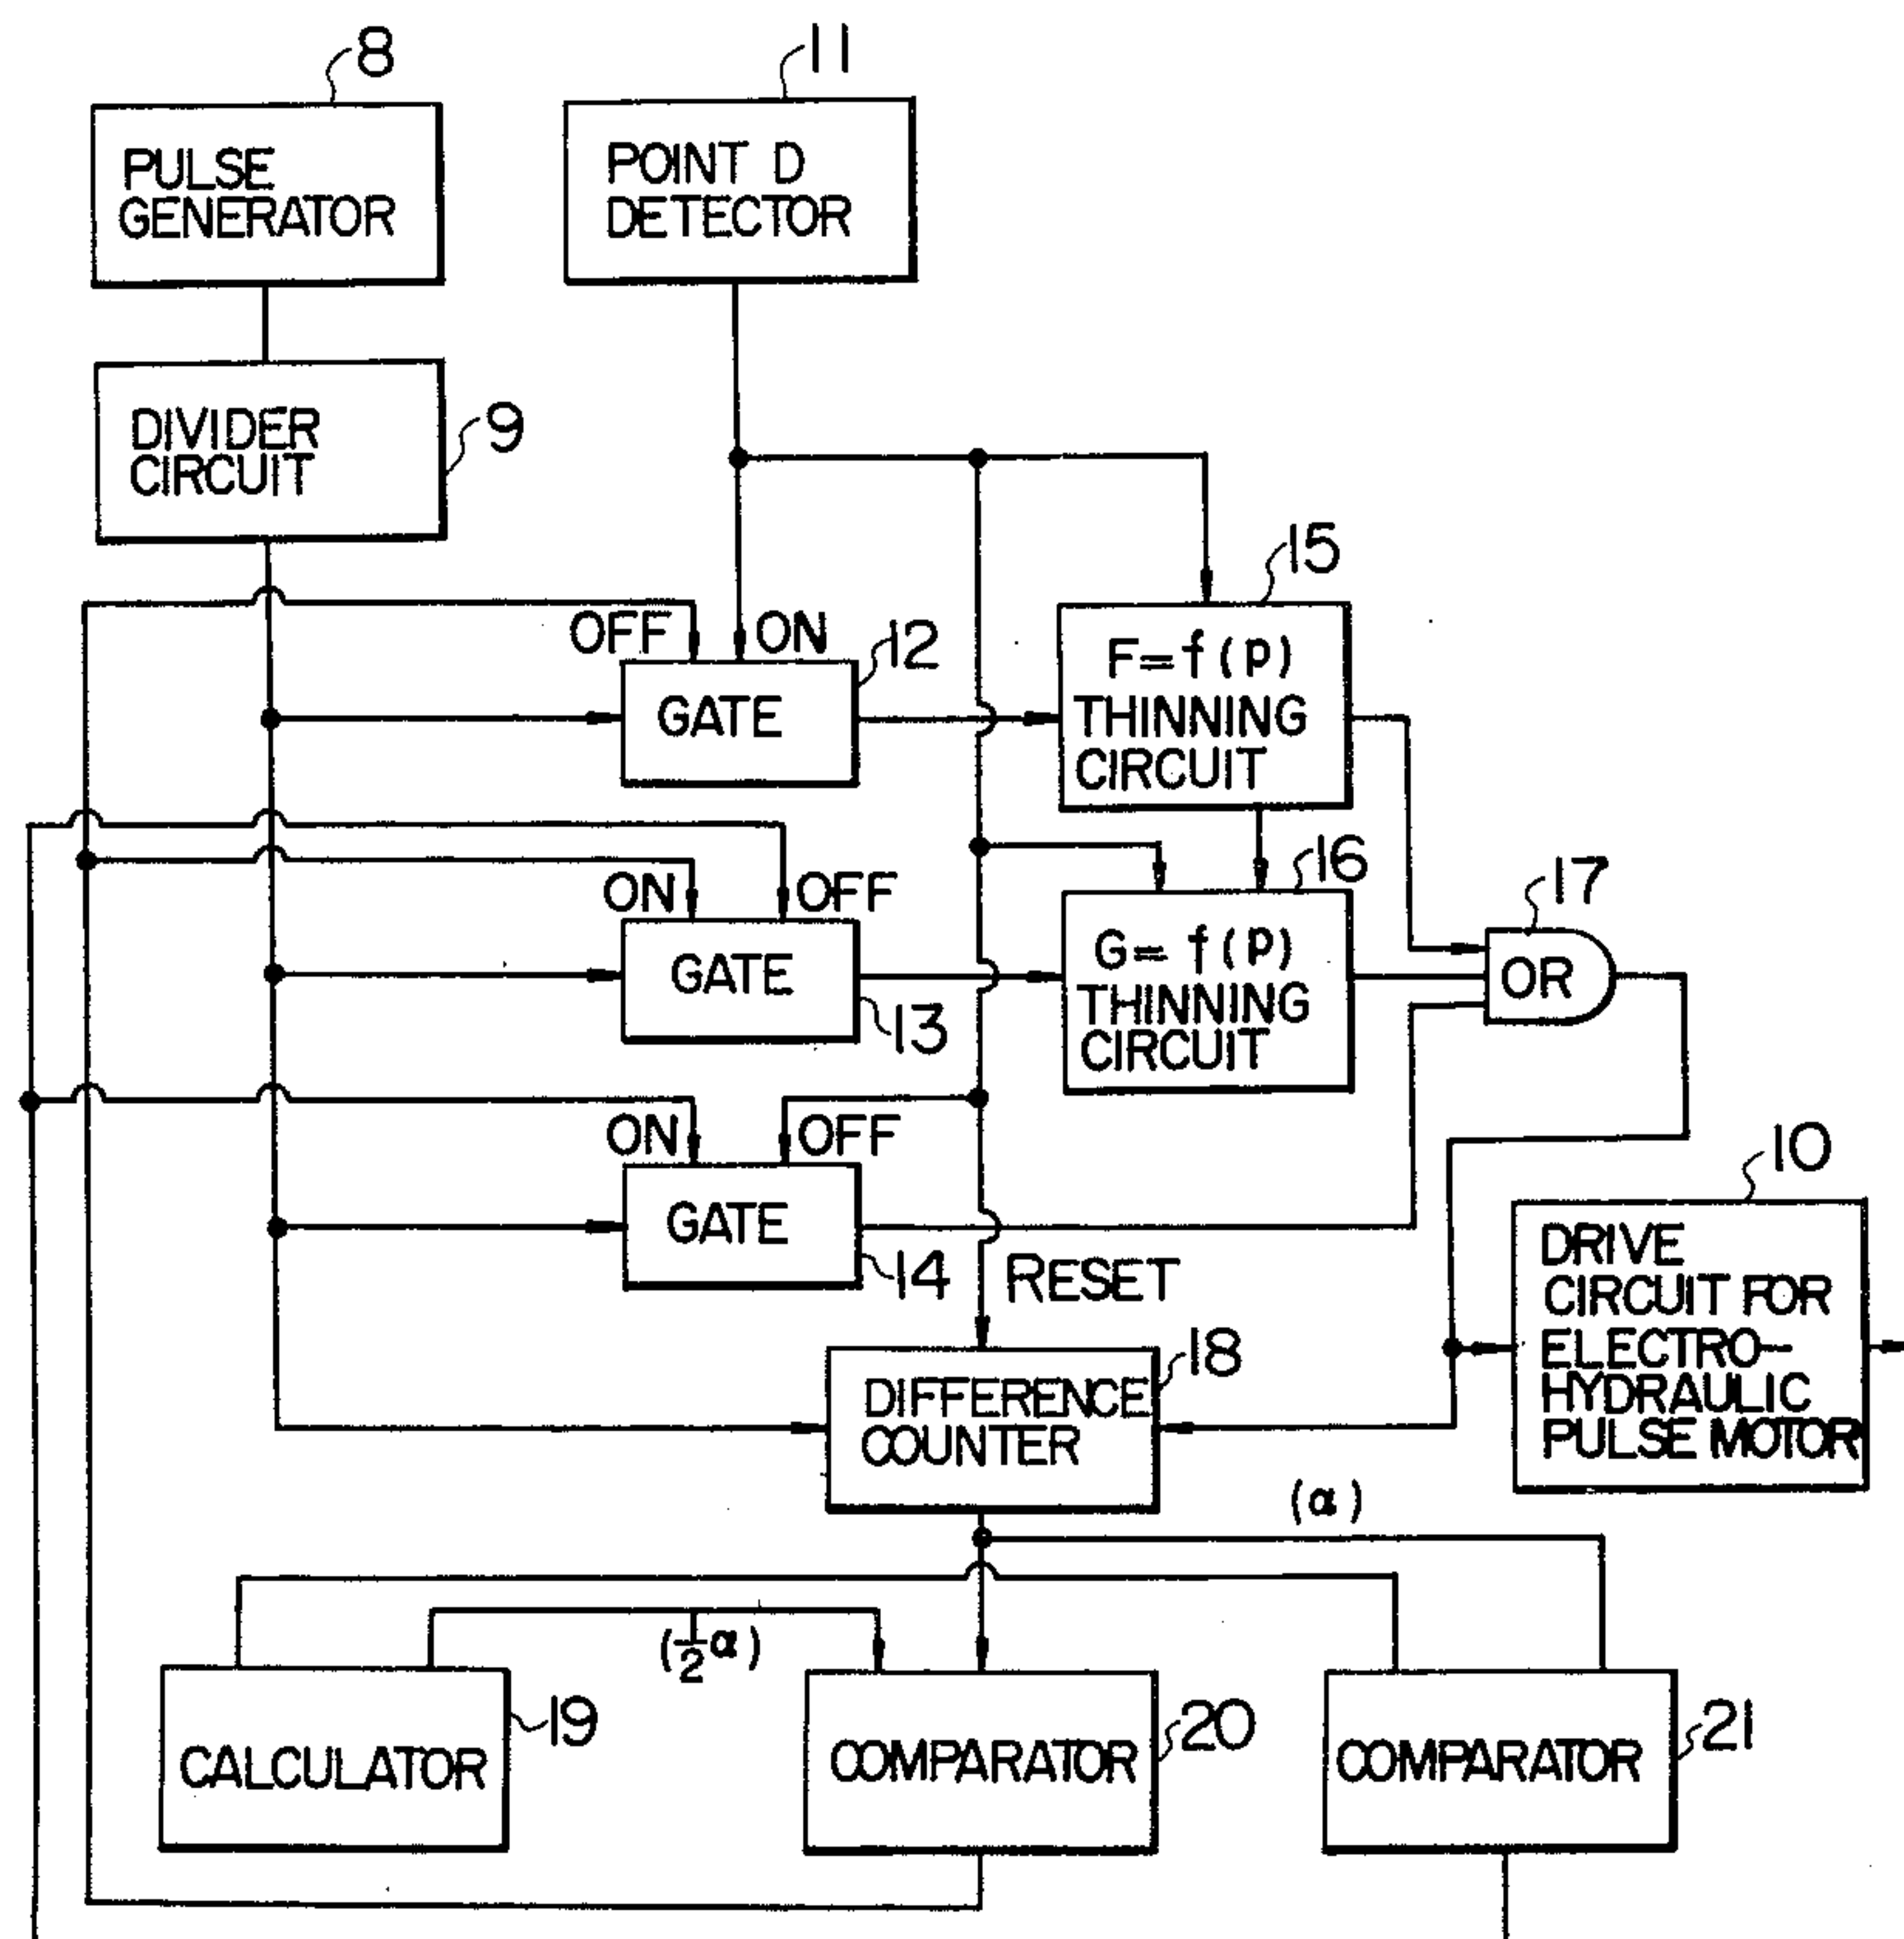 8
11
PULSE
GENERATOR
POINT D
DETECTOR
DIVIDER
CIRCUIT
9
15
OFF
ON
12
F=f(p)
THINNING
CIRCUIT
GATE
16
17
ON
OFF
GATE
13
G=f(p)
THINNING
CIRCUIT
OR
ON
OFF
10
GATE
14
RESET
DRIVE
CIRCUIT FOR
ELECTRO-
HYDRAULIC
PULSE MOTOR
18
DIFFERENCE
COUNTER
(α)
(1/2 α)
19
20
21
CALCULATOR
COMPARATOR
COMPARATOR